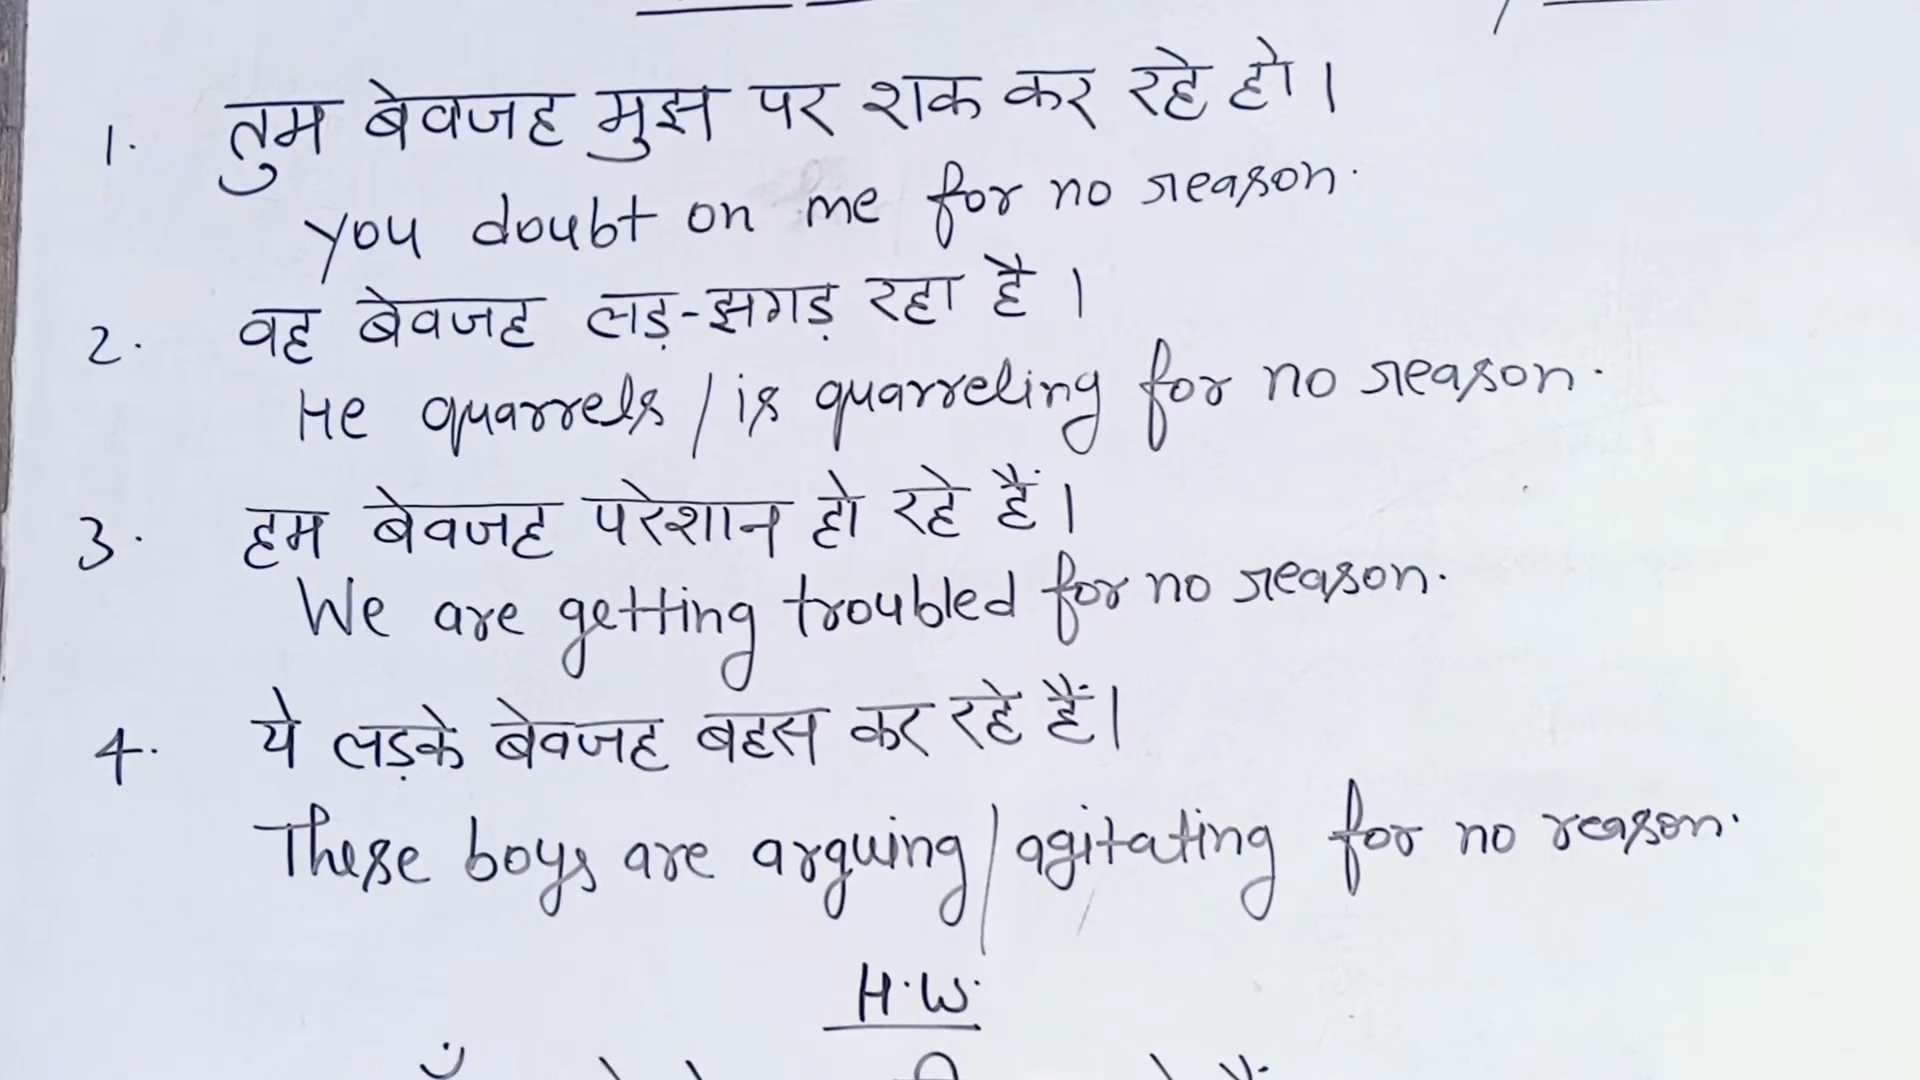 1. तुम बेवजह मुझ पर शक कर रहे हो।
You doubt on me for no reason.
2. वह बेवजह लड़-झगड़ रहा है।
He quarrels/is quarreling for no reason.
3. हम बेवजह परेशान हो रहे हैं।
We are getting troubled for no reason.
4. ये लड़के बेवजह बहस कर रहे हैं।
These boys are arguing/agitating for no reason.
H.W.